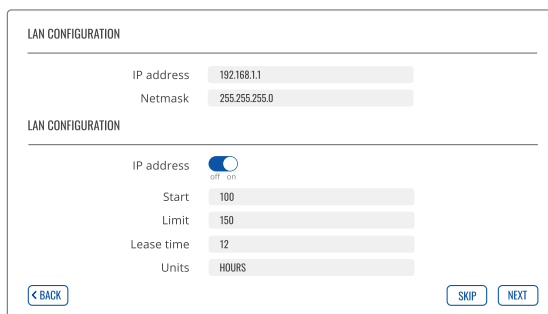 LAN CONFIGURATION
IP address 192.168.1.1
Netmask 255.255.255.0
LAN CONFIGURATION
IP address
off on
Start 100
Limit 150
Lease time 12
Units HOURS
BACK SKIP NEXT